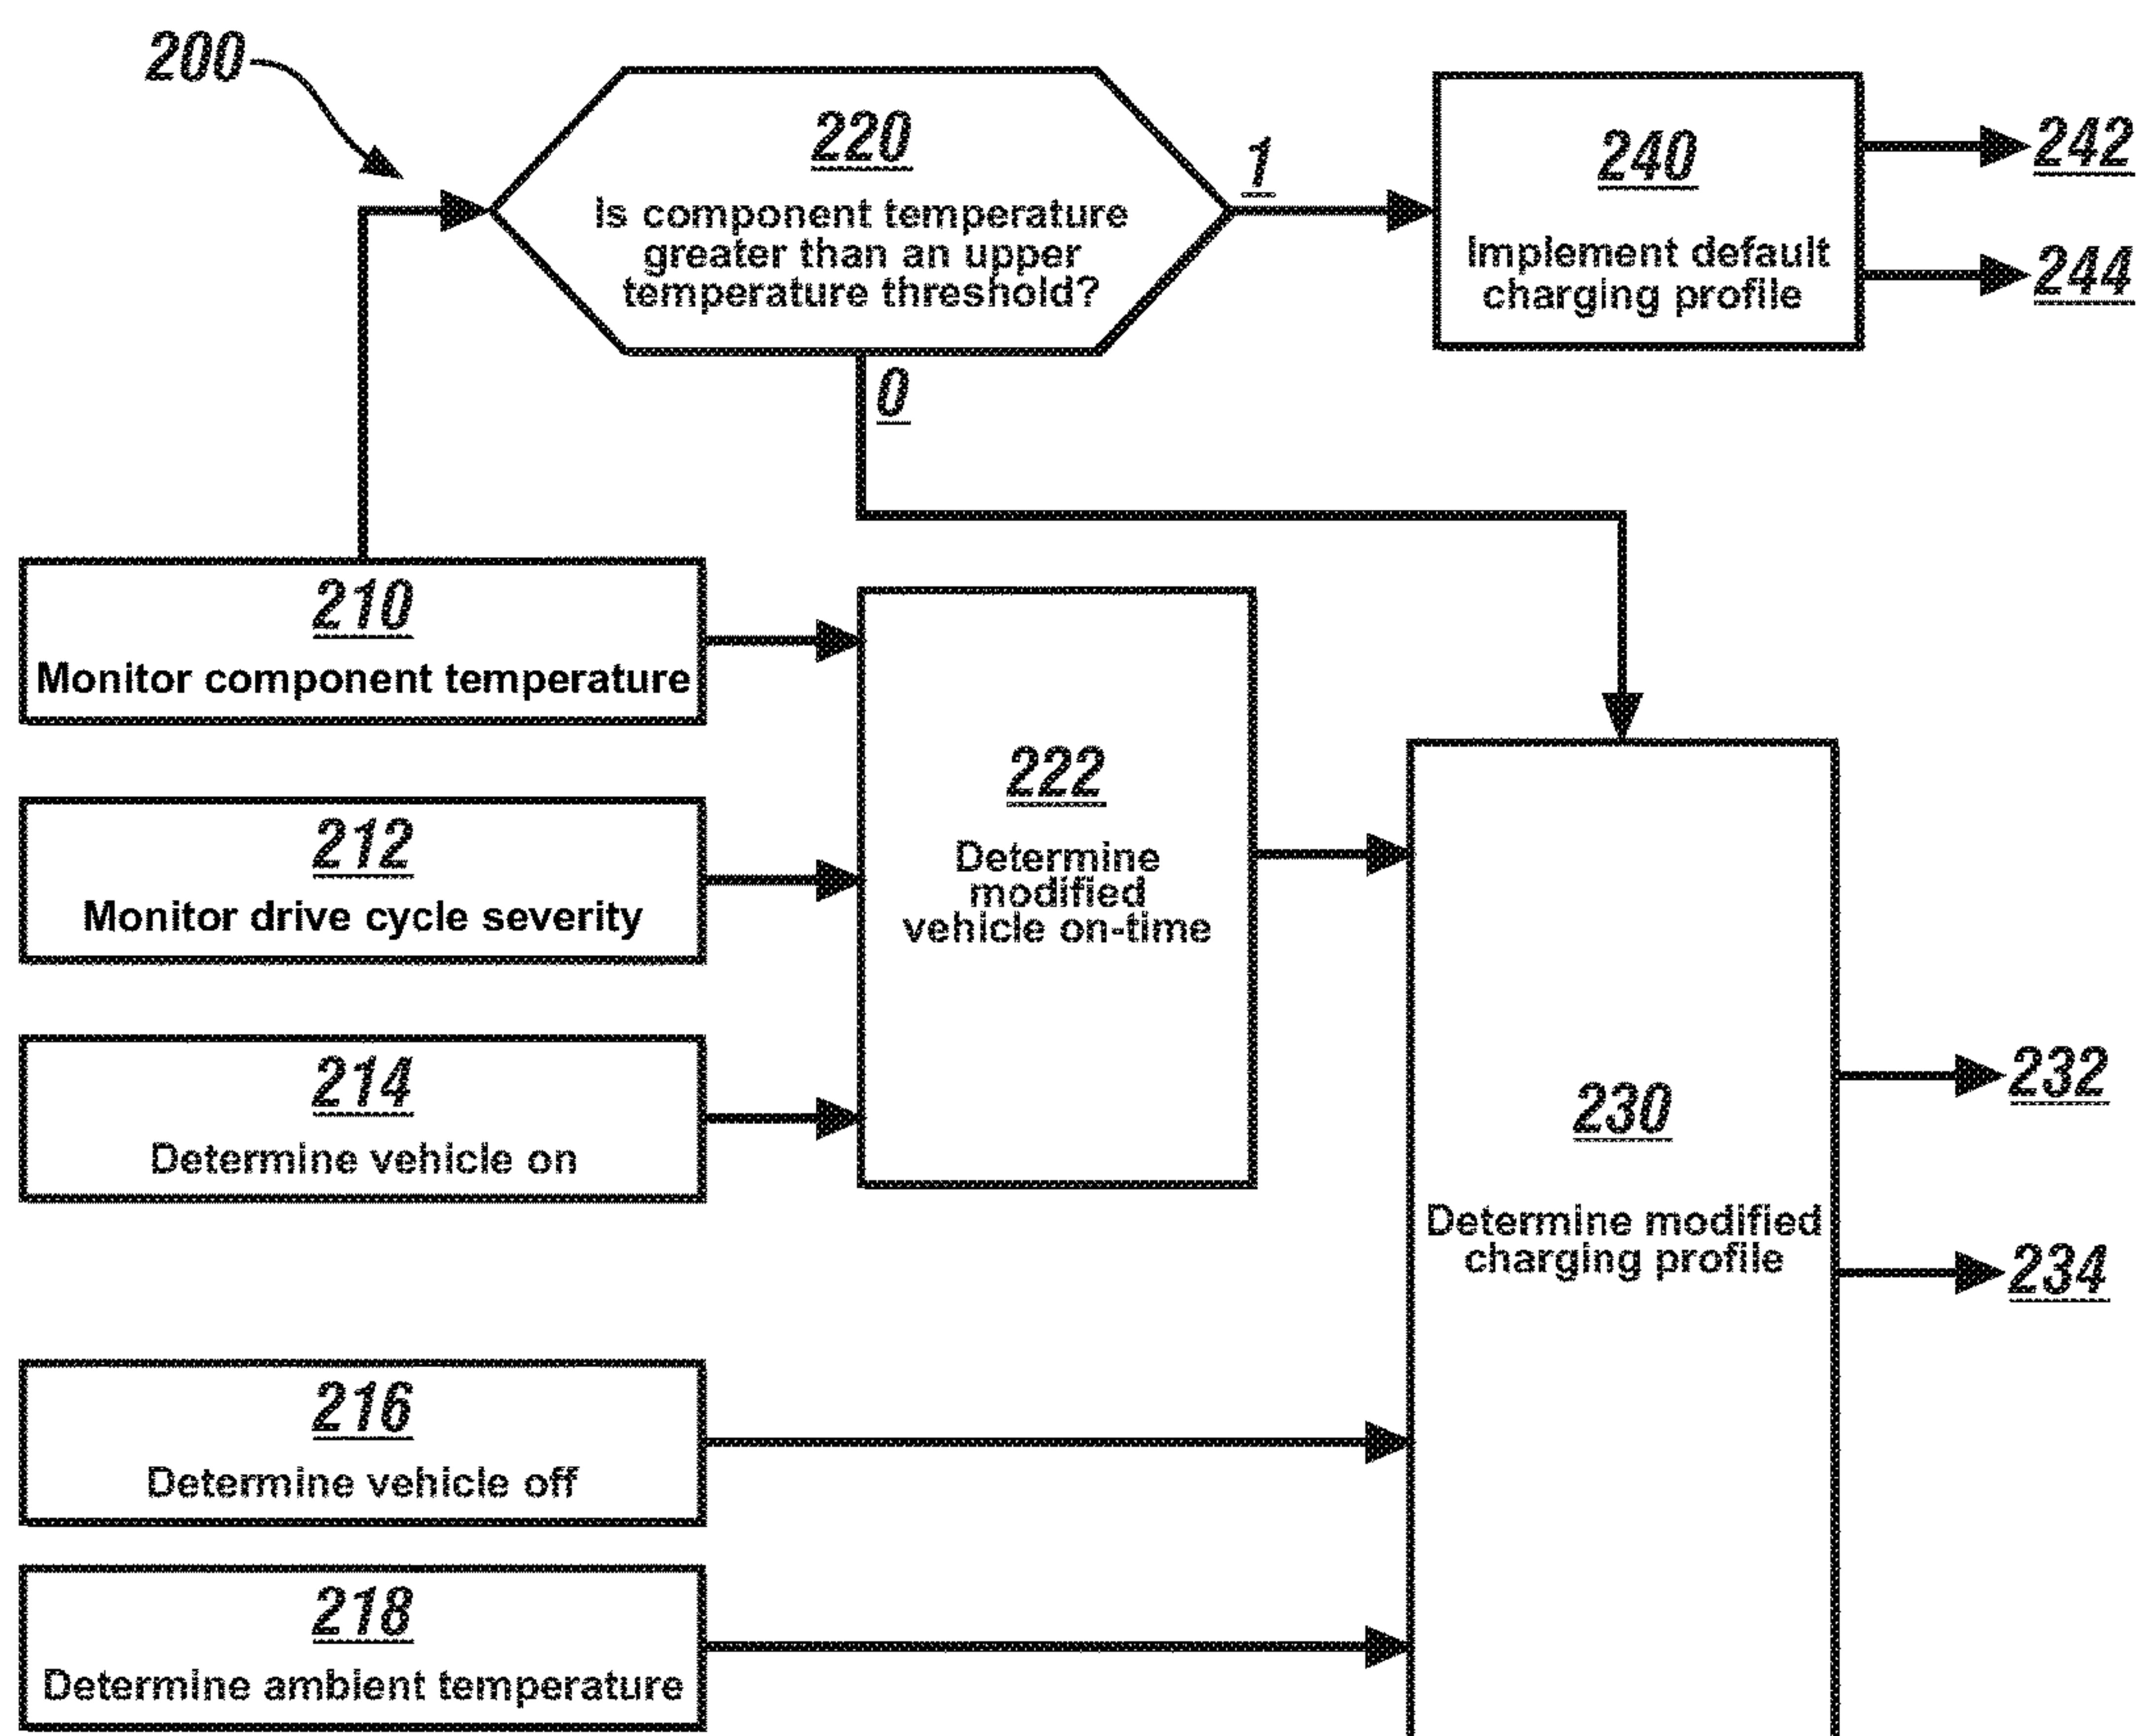 200
220
Is component temperature
greater than an upper
temperature threshold?
1
0
240
Implement default
charging profile
242
244
210
Monitor component temperature
212
Monitor drive cycle severity
214
Determine vehicle on
222
Determine
modified
vehicle on-time
230
Determine modified
charging profile
232
234
216
Determine vehicle off
218
Determine ambient temperature